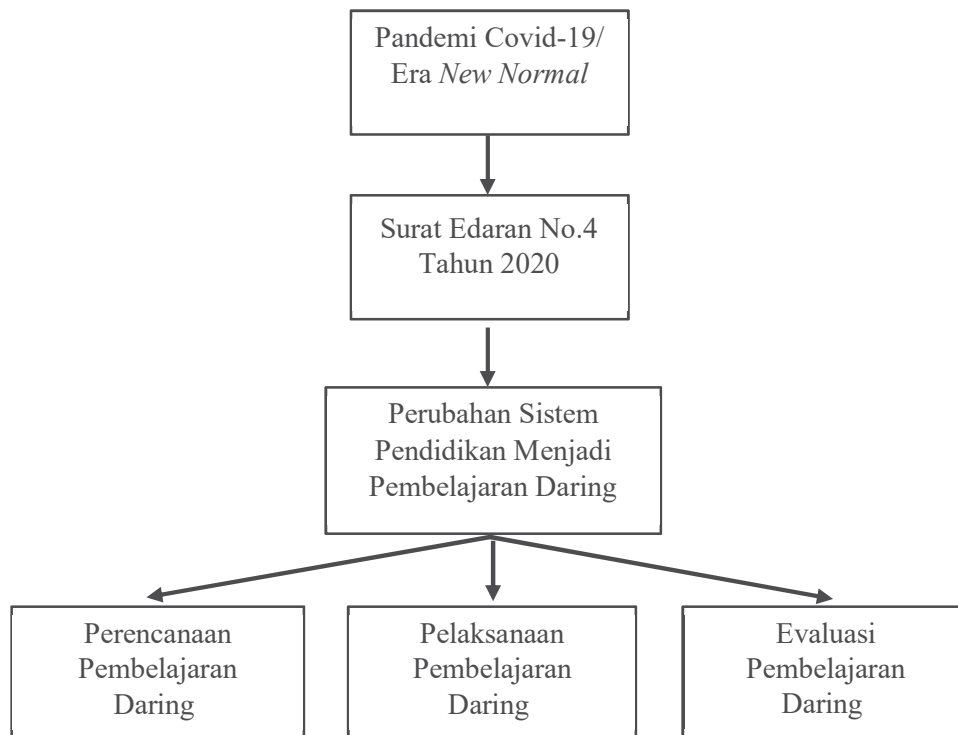 Pandemi Covid-19/
Era New Normal
Surat Edaran No.4
Tahun 2020
Perubahan Sistem
Pendidikan Menjadi
Pembelajaran Daring
Perencanaan
Pembelajaran
Daring
Pelaksanaan
Pembelajaran
Daring
Evaluasi
Pembelajaran
Daring